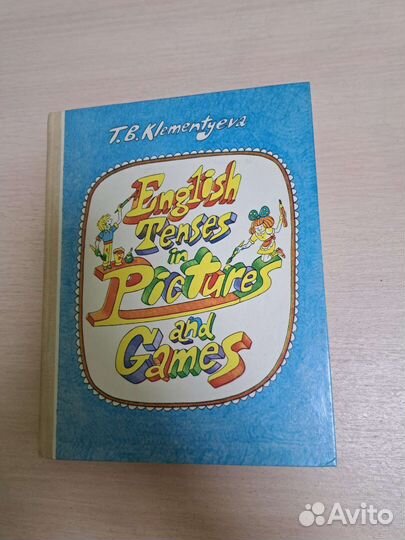 T.B. Klementyeva
English
Tenses
in
Pictures
and
Games
Avito